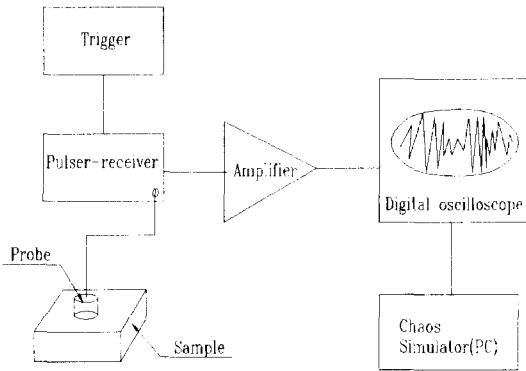 Trigger
Pulser-receiver
Amplifier
Digital oscilloscope
Probe
Sample
Chaos
Simulator(PC)